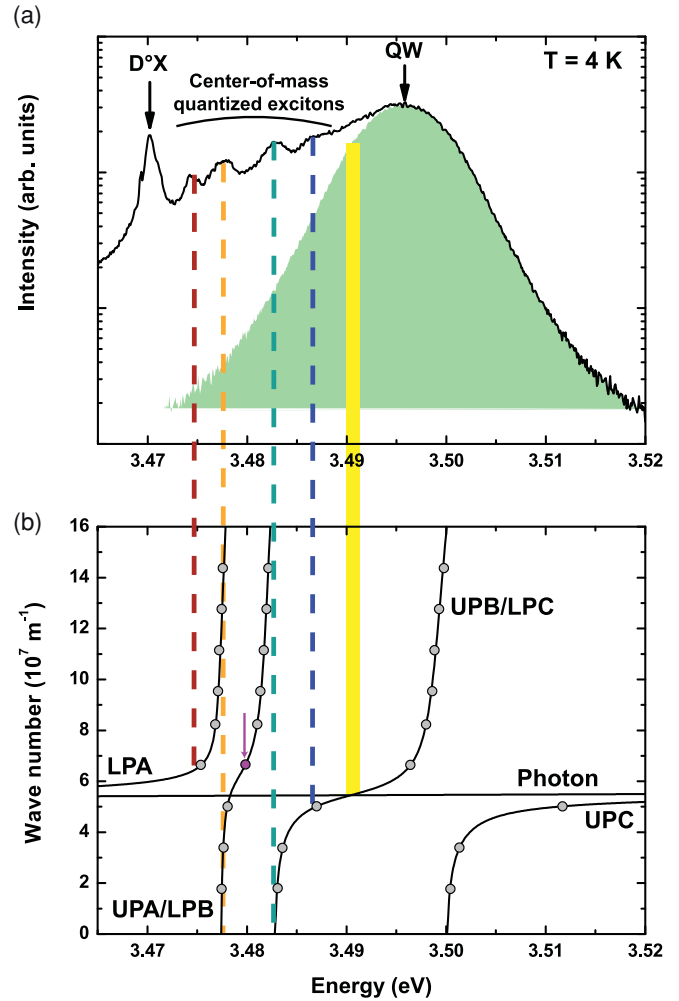 (a)
D°X
Center-of-mass
quantized excitons
QW
T = 4 K
Intensity (arb. units)
3.47 3.48 3.49 3.50 3.51 3.52
(b)
16
14
12
10
8
6
4
2
0
Wave number (10⁷ m⁻¹)
UPB/LPC
LPA
Photon
UPC
UPA/LPB
3.47 3.48 3.49 3.50 3.51 3.52
Energy (eV)